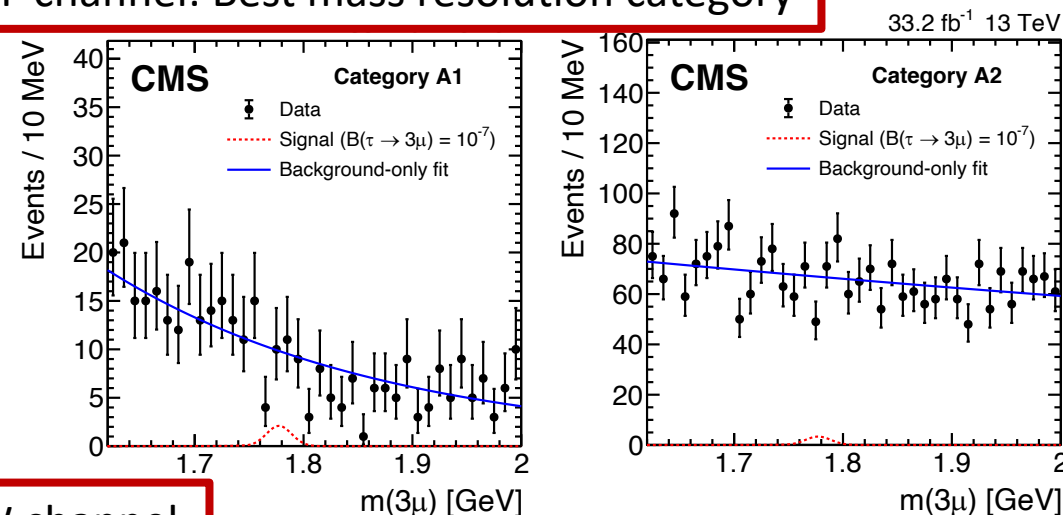 channel. Best mass resolution category
33.2 fb⁻¹ 13 TeV
Events / 10 MeV
40
35
30
25
20
15
10
5
0
CMS
Category A1
Data
Signal (B(τ → 3μ) = 10⁻⁷)
Background-only fit
1.7
1.8
1.9
2
m(3μ) [GeV]
Events / 10 MeV
160
140
120
100
80
60
40
20
0
CMS
Category A2
Data
Signal (B(τ → 3μ) = 10⁻⁷)
Background-only fit
1.7
1.8
1.9
2
m(3μ) [GeV]
channel